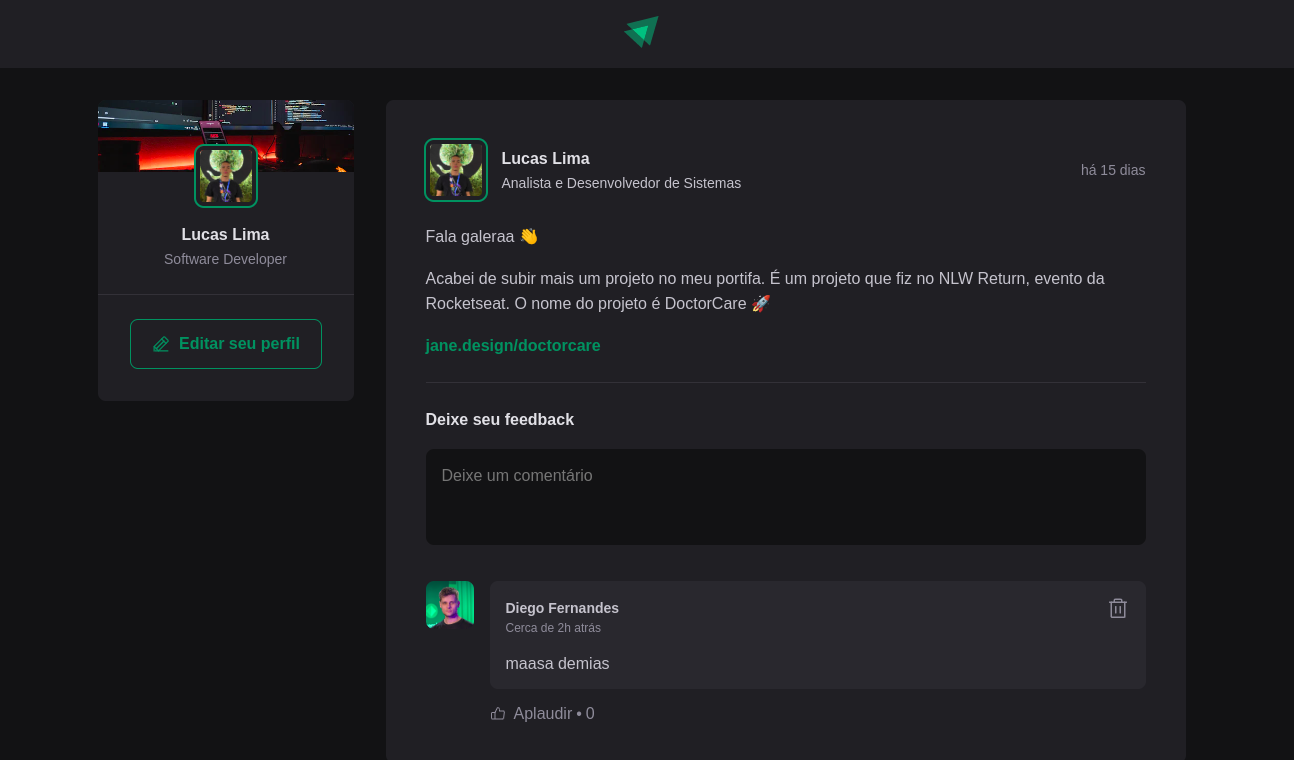 Lucas Lima
Software Developer
Editar seu perfil
Lucas Lima
Analista e Desenvolvedor de Sistemas
há 15 dias
Fala galeraa 👋
Acabei de subir mais um projeto no meu portifa. É um projeto que fiz no NLW Return, evento da
Rocketseat. O nome do projeto é DoctorCare 🚀
jane.design/doctorcare
Deixe seu feedback
Deixe um comentário
Diego Fernandes
Cerca de 2h atrás
maasa demias
Aplaudir • 0